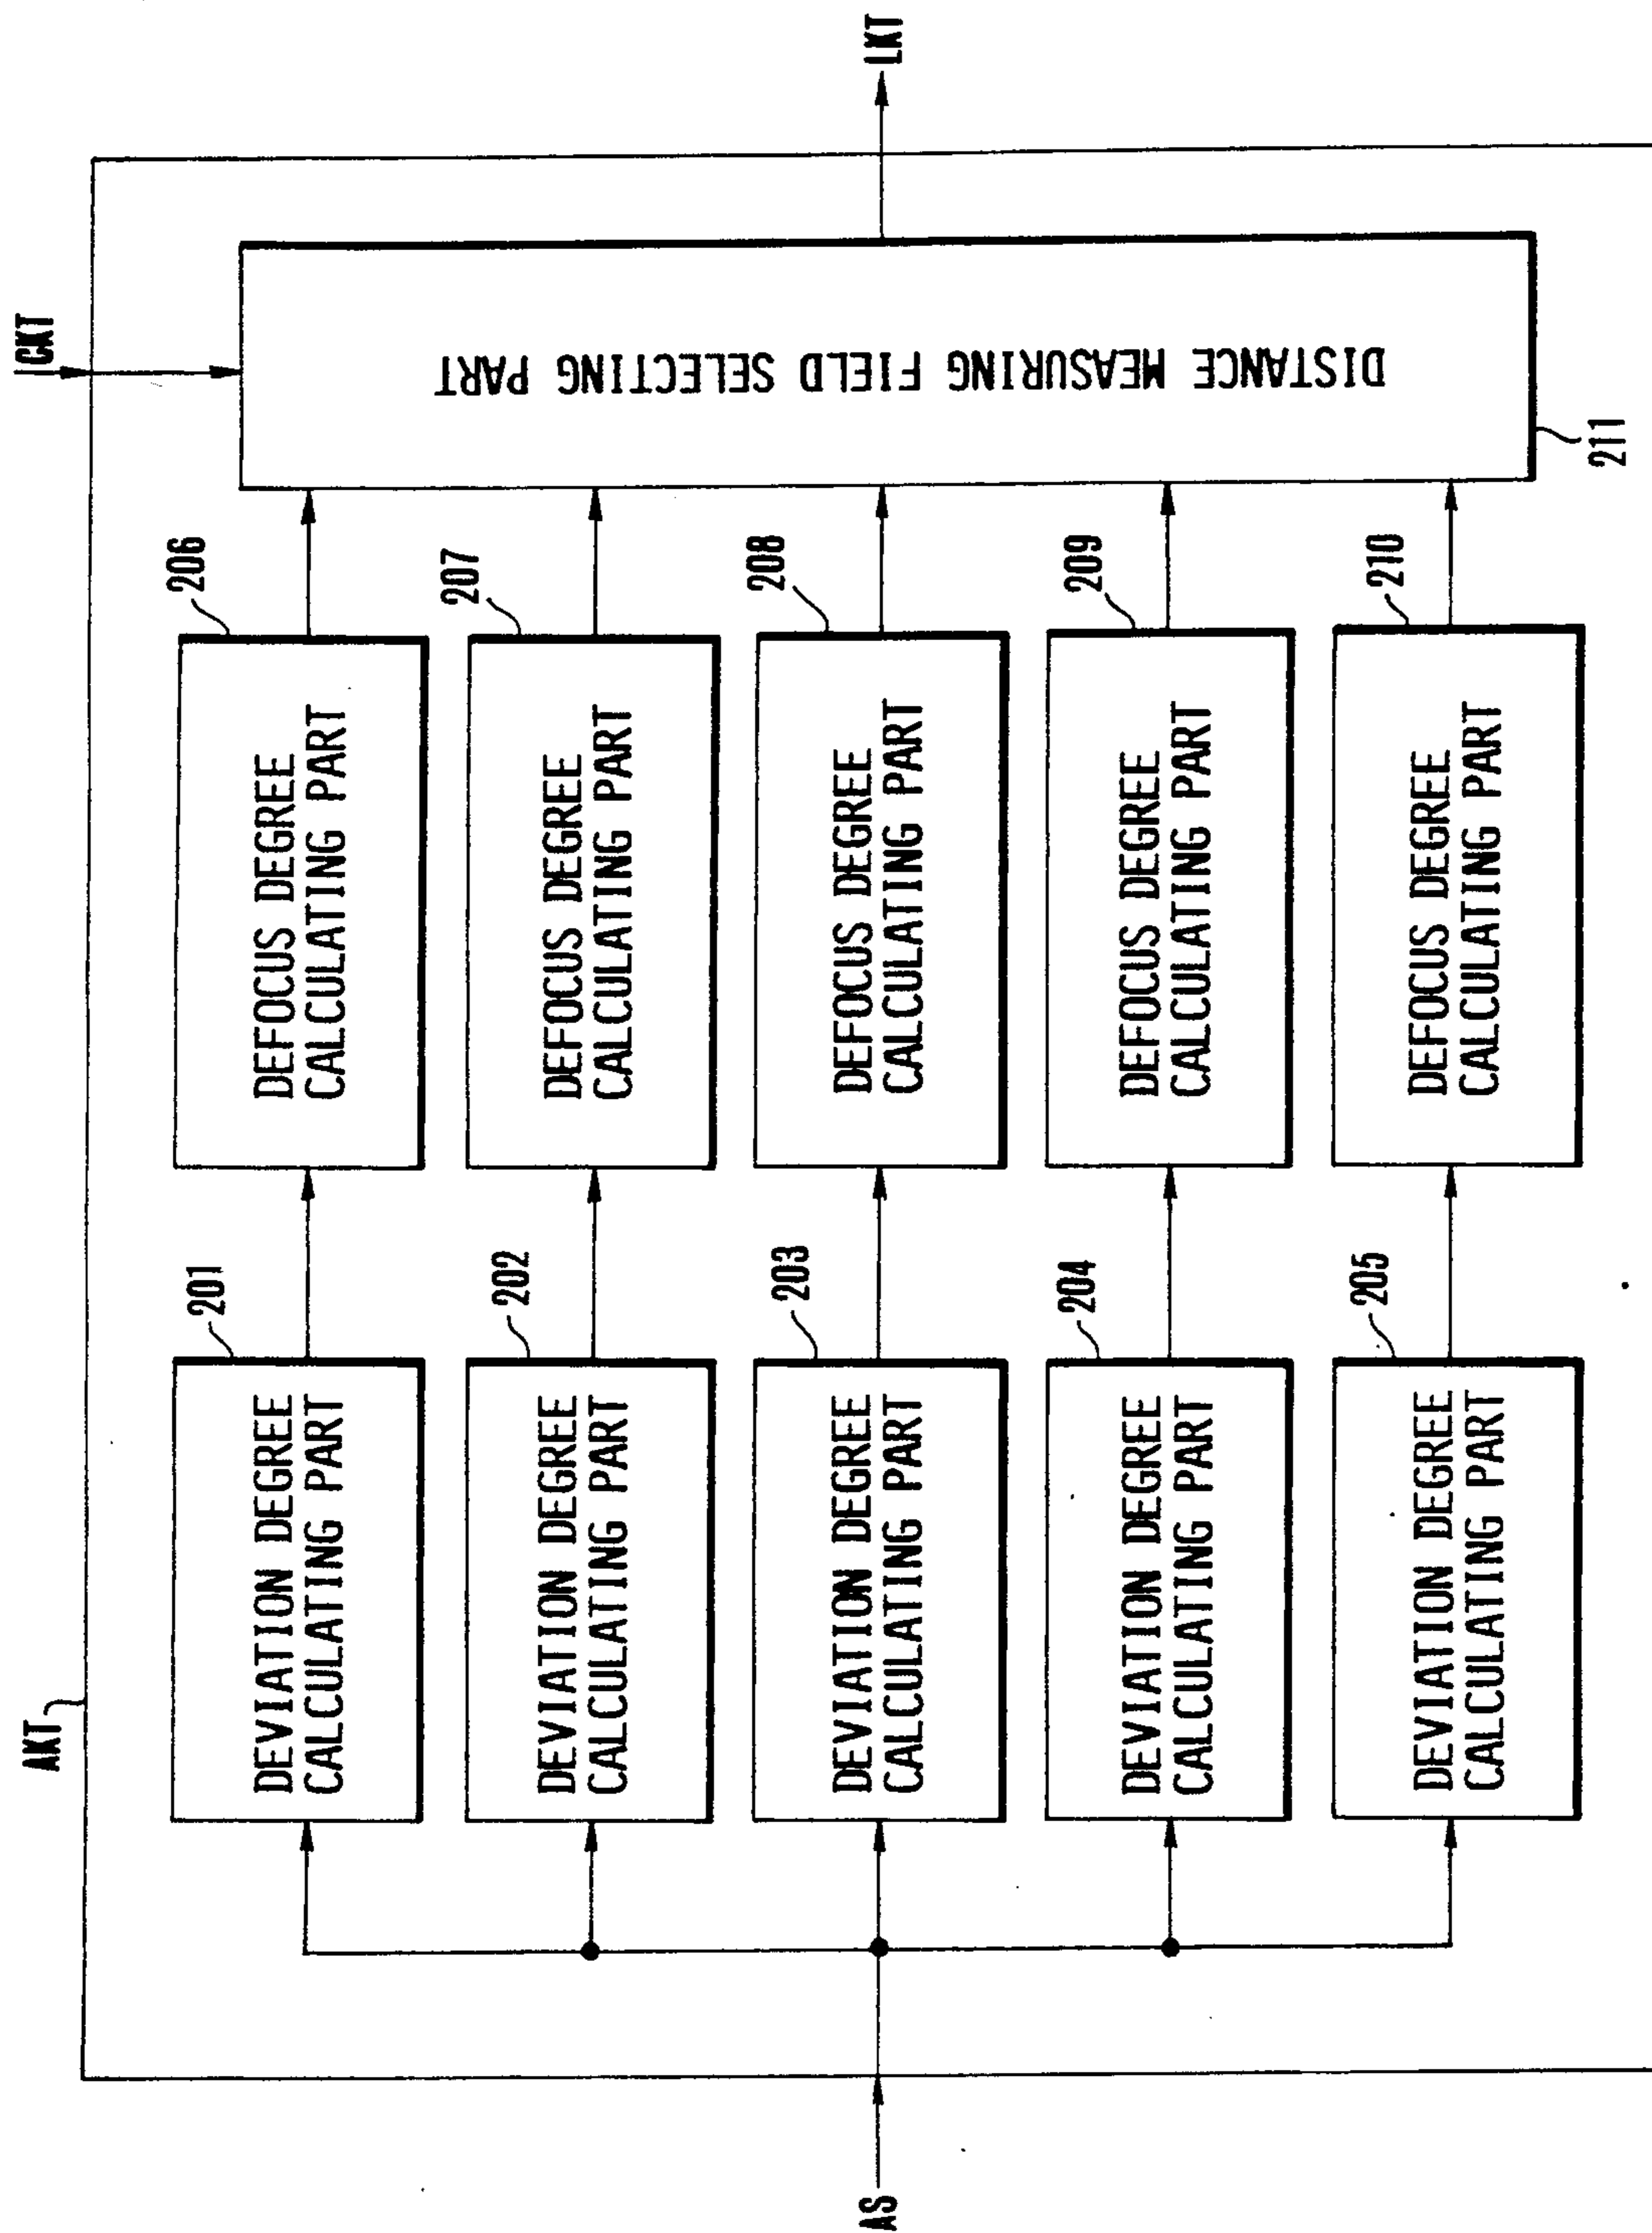 AKT
CKT
AS
LKT
201
DEVIATION DEGREE
CALCULATING PART
202
DEVIATION DEGREE
CALCULATING PART
203
DEVIATION DEGREE
CALCULATING PART
204
DEVIATION DEGREE
CALCULATING PART
205
DEVIATION DEGREE
CALCULATING PART
206
DEFOCUS DEGREE
CALCULATING PART
207
DEFOCUS DEGREE
CALCULATING PART
208
DEFOCUS DEGREE
CALCULATING PART
209
DEFOCUS DEGREE
CALCULATING PART
210
DEFOCUS DEGREE
CALCULATING PART
DISTANCE MEASURING FIELD SELECTING PART
211